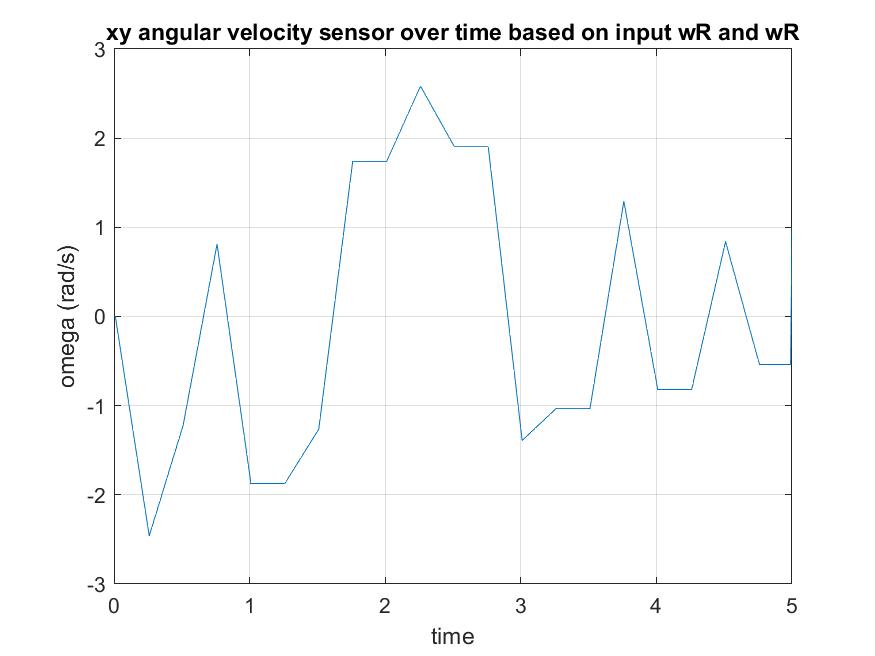 xy angular velocity sensor over time based on input wR and wR
3
2
1
0
-1
-2
-3
omega (rad/s)
0 1 2 3 4 5
time